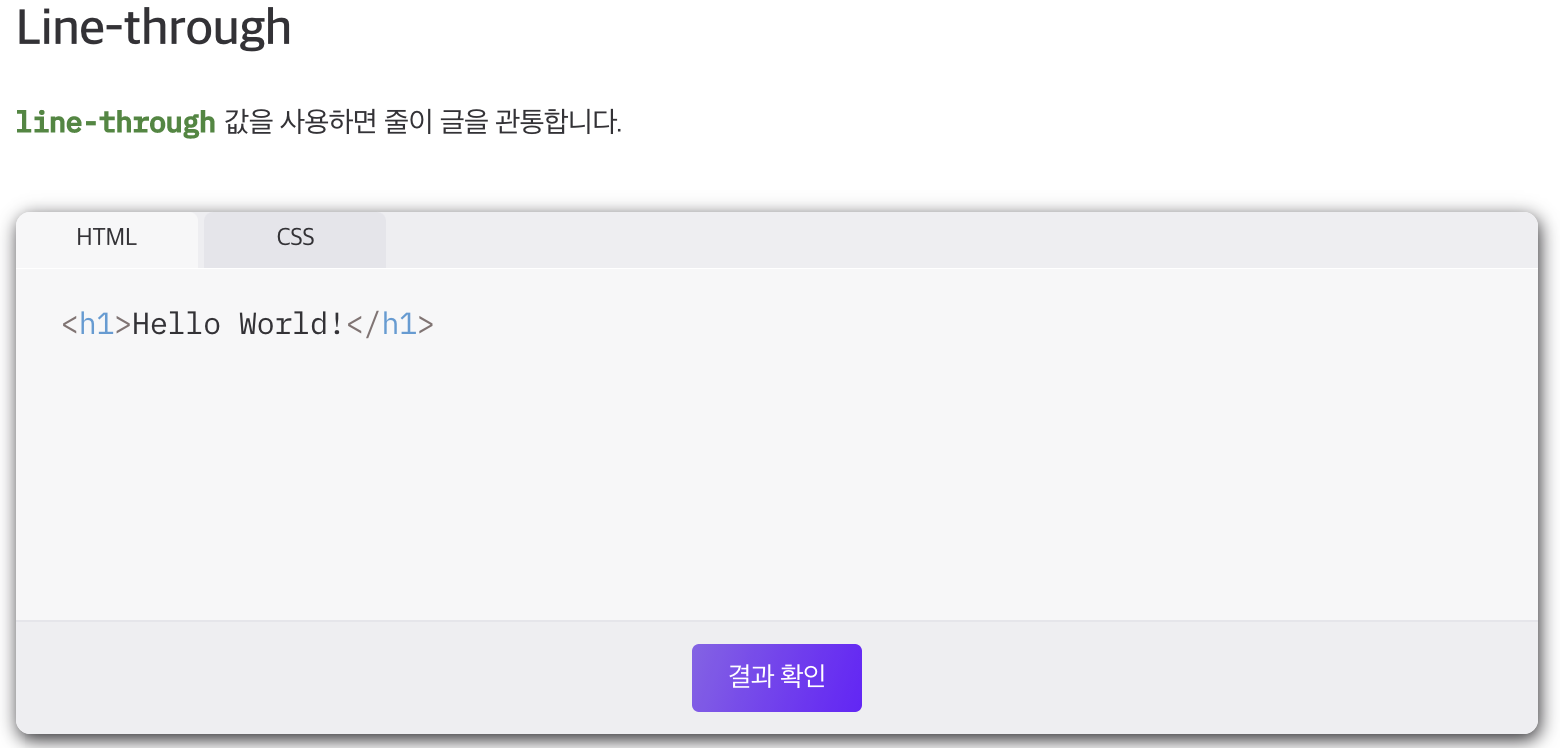 Line-through
line-through 값을 사용하면 줄이 글을 관통합니다.
HTML CSS
<h1>Hello World!</h1>
결과 확인